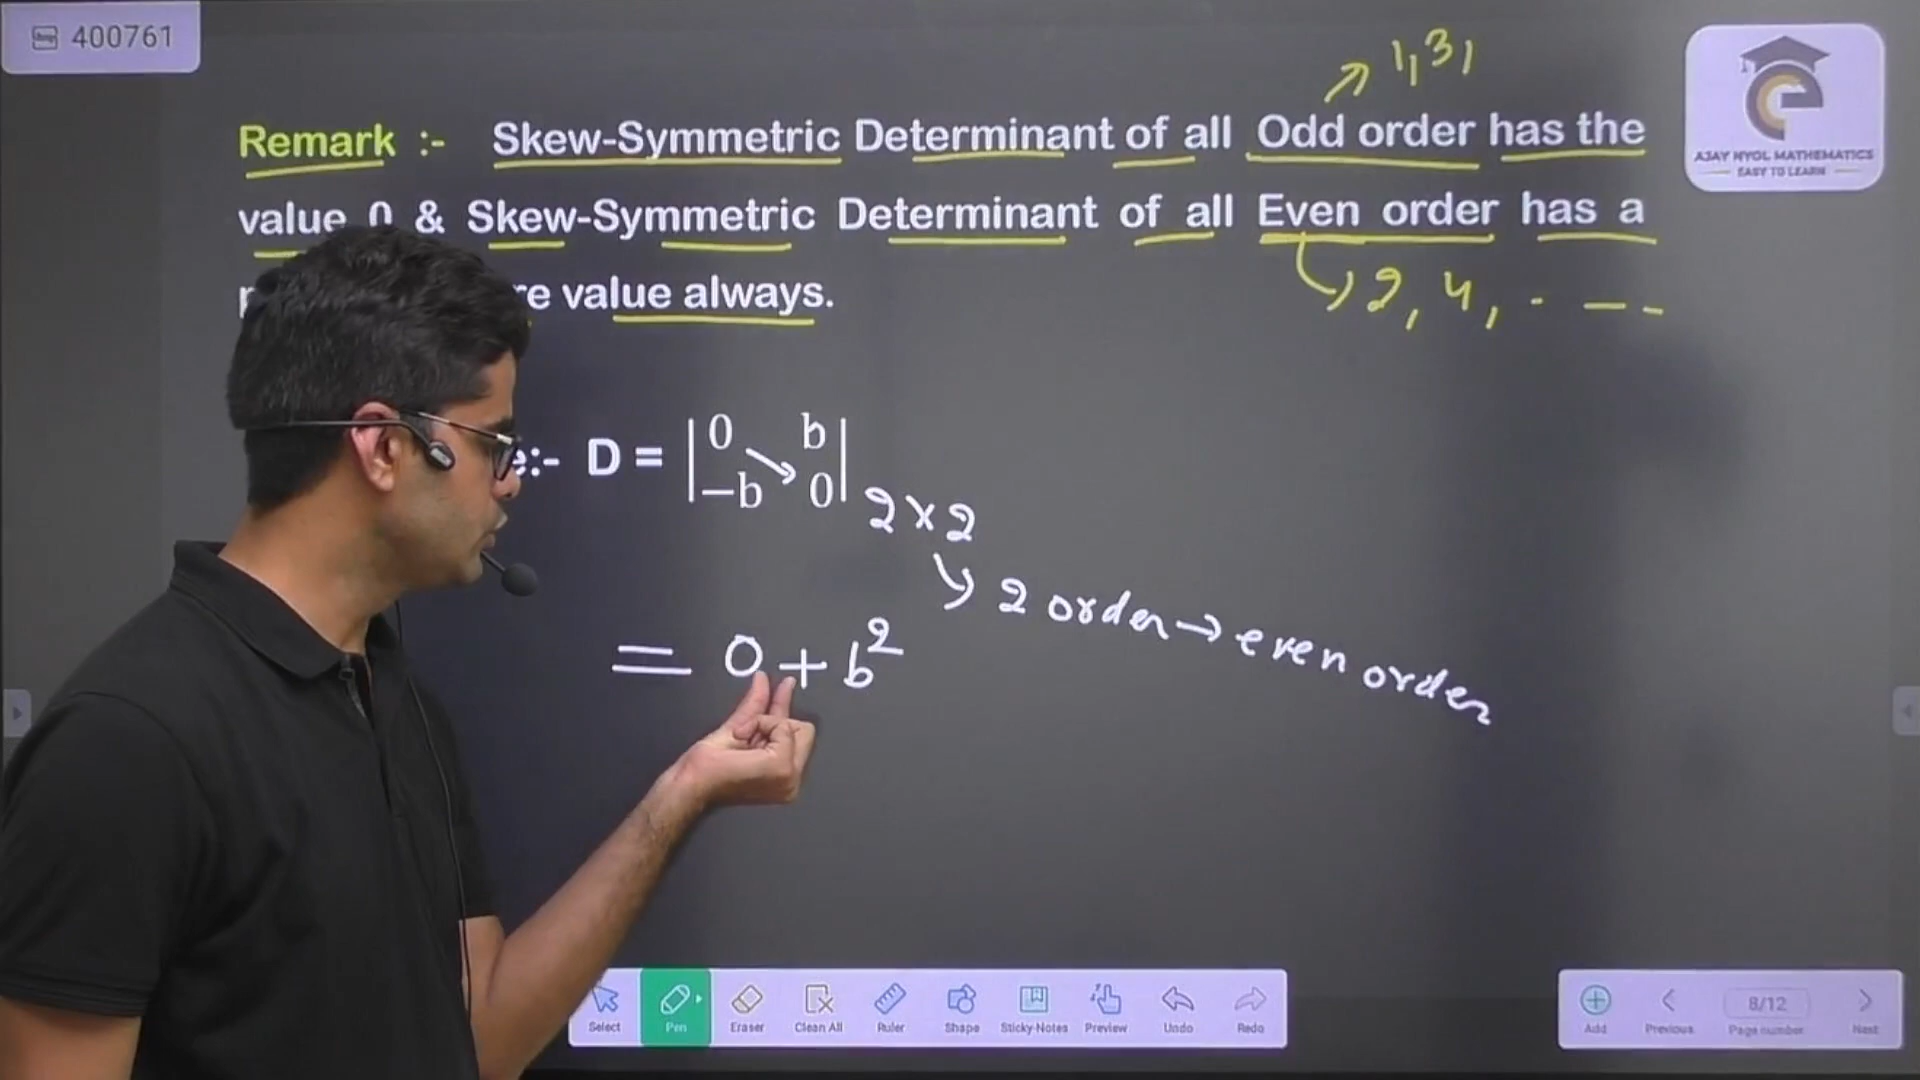 400761
1,3,
Remark :- Skew-Symmetric Determinant of all Odd order has the
value 0 & Skew-Symmetric Determinant of all Even order has a
value always.
2, 4, - - -
AJAY NYOL MATHEMATICS
EASY TO LEARN
:- D = |0 b|
|-b 0| 2×2
2 order → even order
= 0 + b²
Select Pen Eraser Clean All Ruler Shape Sticky-Notes Preview Undo Redo
Add Previous 8/12 Page number Next